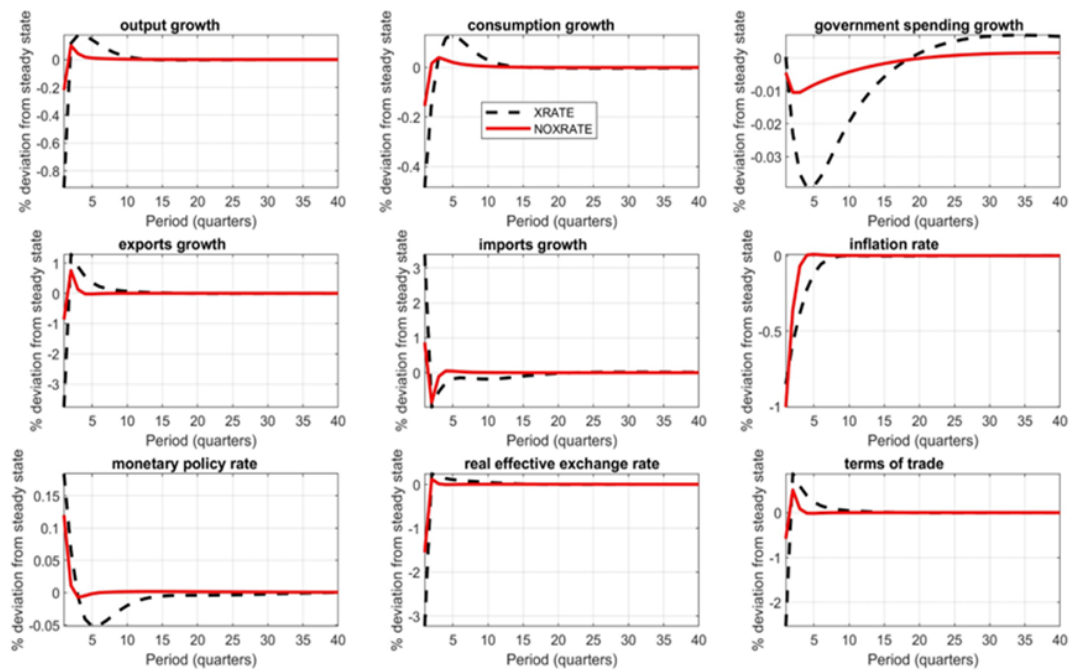 output growth
% deviation from steady state
0
-0.2
-0.4
-0.6
-0.8
5 10 15 20 25 30 35 40
Period (quarters)
consumption growth
% deviation from steady state
0
-0.2
-0.4
XRATE
NOXRATE
5 10 15 20 25 30 35 40
Period (quarters)
government spending growth
% deviation from steady state
0
-0.01
-0.02
-0.03
5 10 15 20 25 30 35 40
Period (quarters)
exports growth
% deviation from steady state
1
0
-1
-2
-3
5 10 15 20 25 30 35 40
Period (quarters)
imports growth
% deviation from steady state
3
2
1
0
5 10 15 20 25 30 35 40
Period (quarters)
inflation rate
% deviation from steady state
0
-0.5
-1
5 10 15 20 25 30 35 40
Period (quarters)
monetary policy rate
% deviation from steady state
0.15
0.1
0.05
0
-0.05
5 10 15 20 25 30 35 40
Period (quarters)
real effective exchange rate
% deviation from steady state
0
-1
-2
-3
5 10 15 20 25 30 35 40
Period (quarters)
terms of trade
% deviation from steady state
0
-1
-2
5 10 15 20 25 30 35 40
Period (quarters)